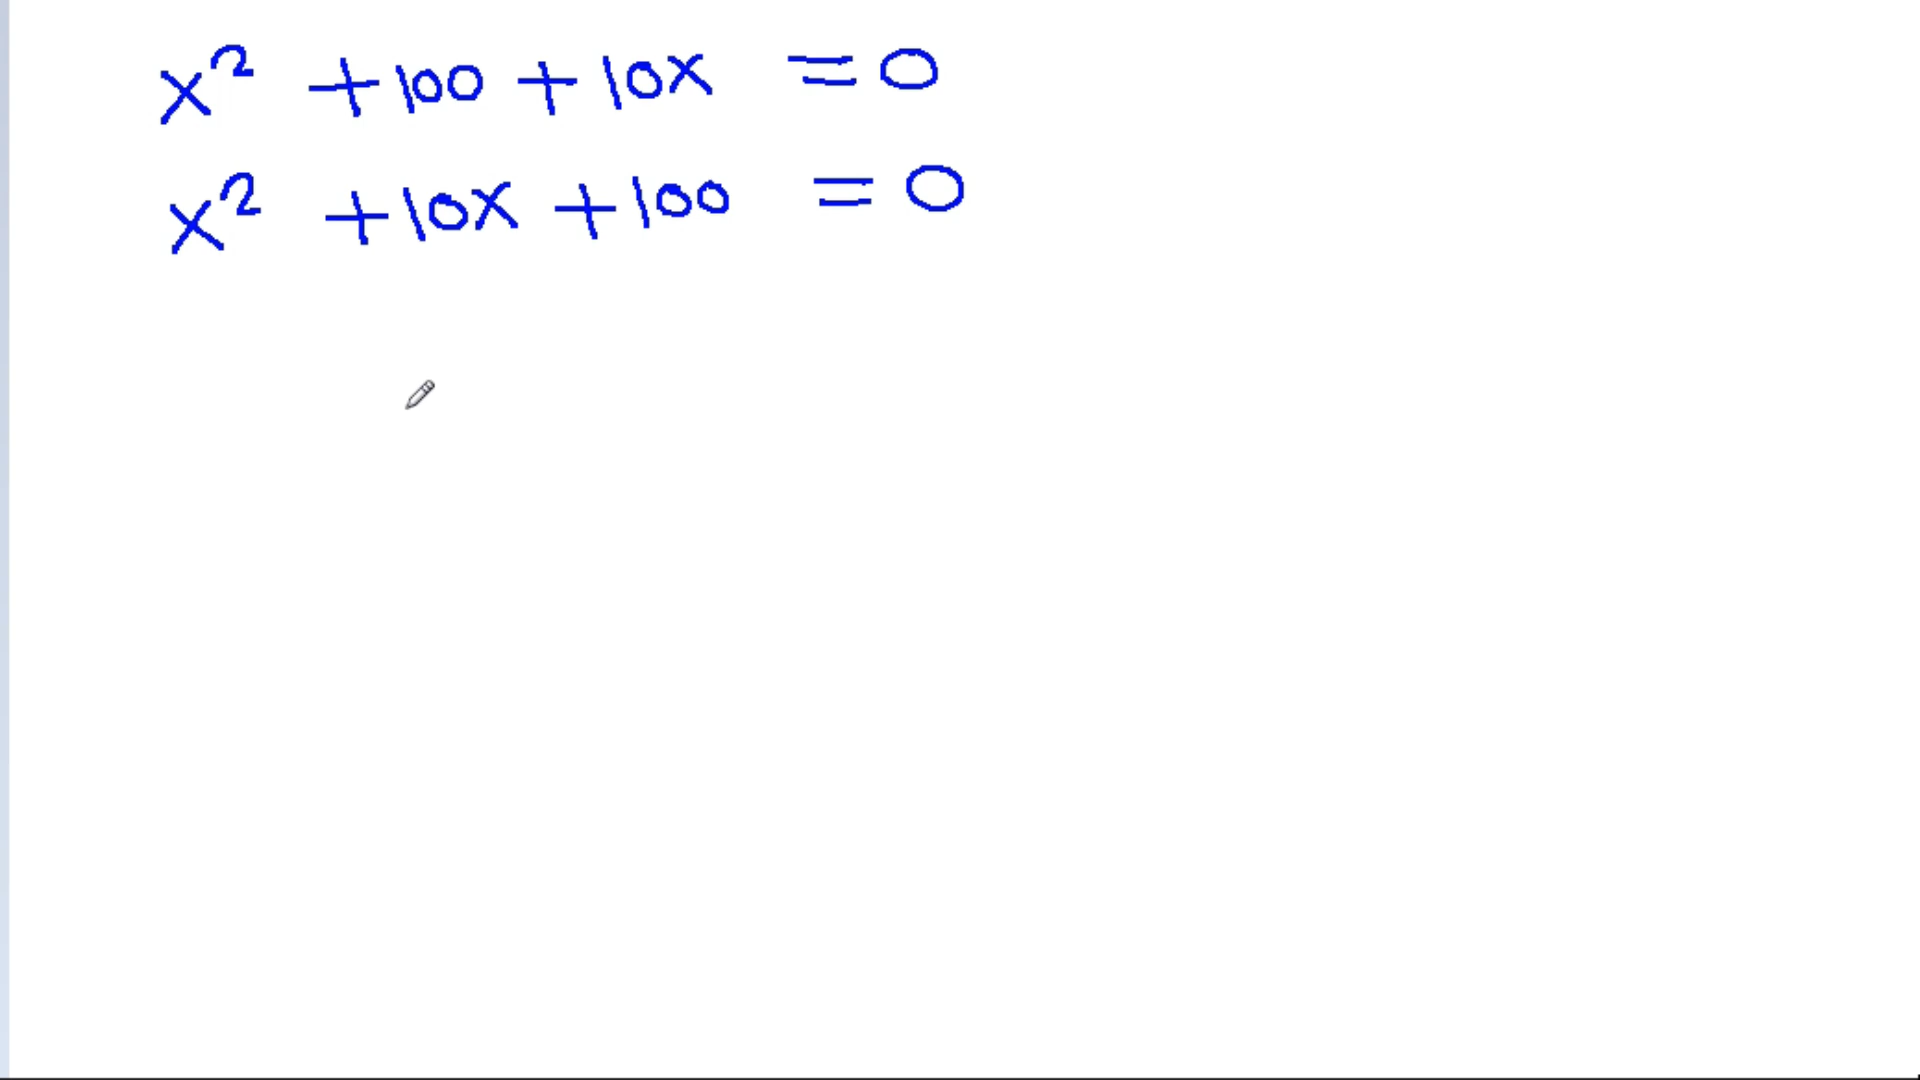 x² +100 +10x =0
x² +10x +100 =0